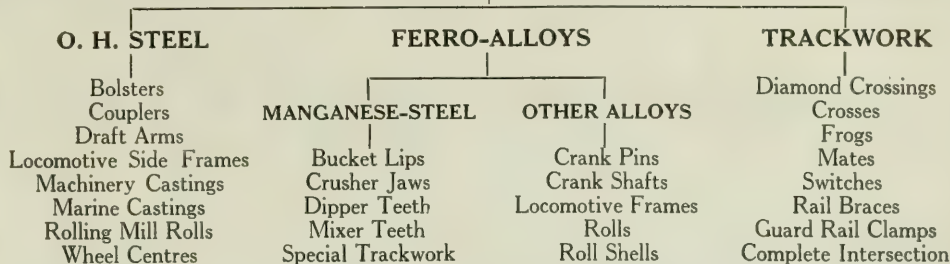 O. H. STEEL
Bolsters
Couplers
Draft Arms
Locomotive Side Frames
Machinery Castings
Marine Castings
Rolling Mill Rolls
Wheel Centres
FERRO-ALLOYS
MANGANESE-STEEL
Bucket Lips
Crusher Jaws
Dipper Teeth
Mixer Teeth
Special Trackwork
OTHER ALLOYS
Crank Pins
Crank Shafts
Locomotive Frames
Rolls
Roll Shells
TRACKWORK
Diamond Crossings
Crosses
Frogs
Mates
Switches
Rail Braces
Guard Rail Clamps
Complete Intersection